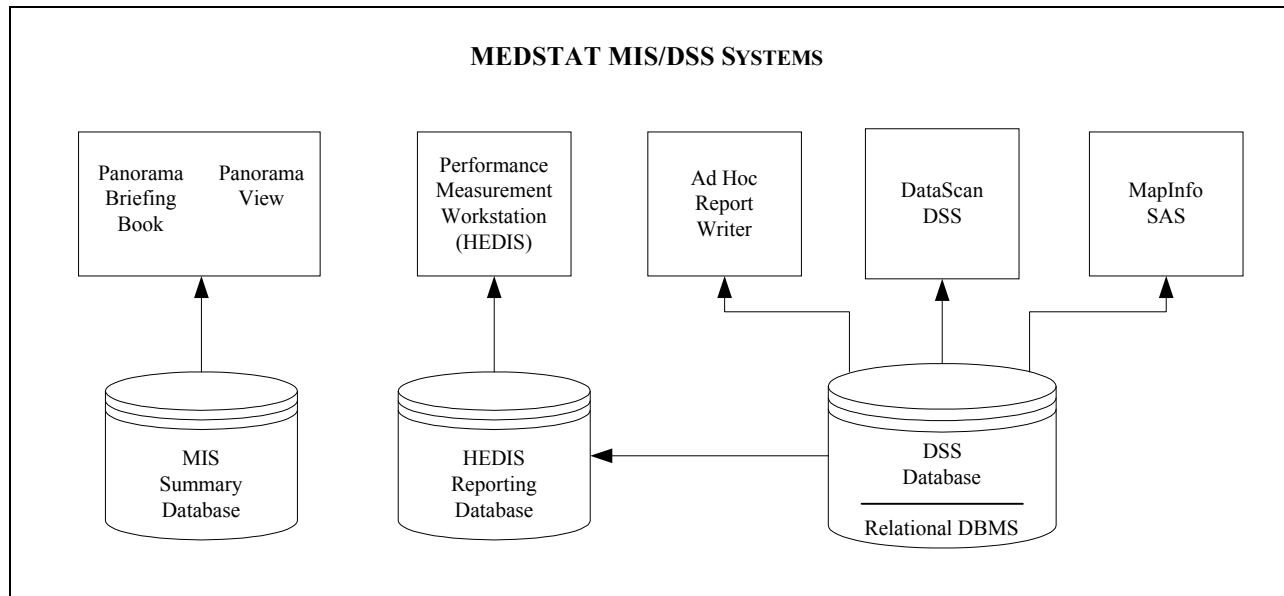 MEDSTAT MIS/DSS SYSTEMS
Panorama
Briefing
Book
Panorama
View
Performance
Measurement
Workstation
(HEDIS)
Ad Hoc
Report
Writer
DataScan
DSS
MapInfo
SAS
MIS
Summary
Database
HEDIS
Reporting
Database
DSS
Database
Relational DBMS